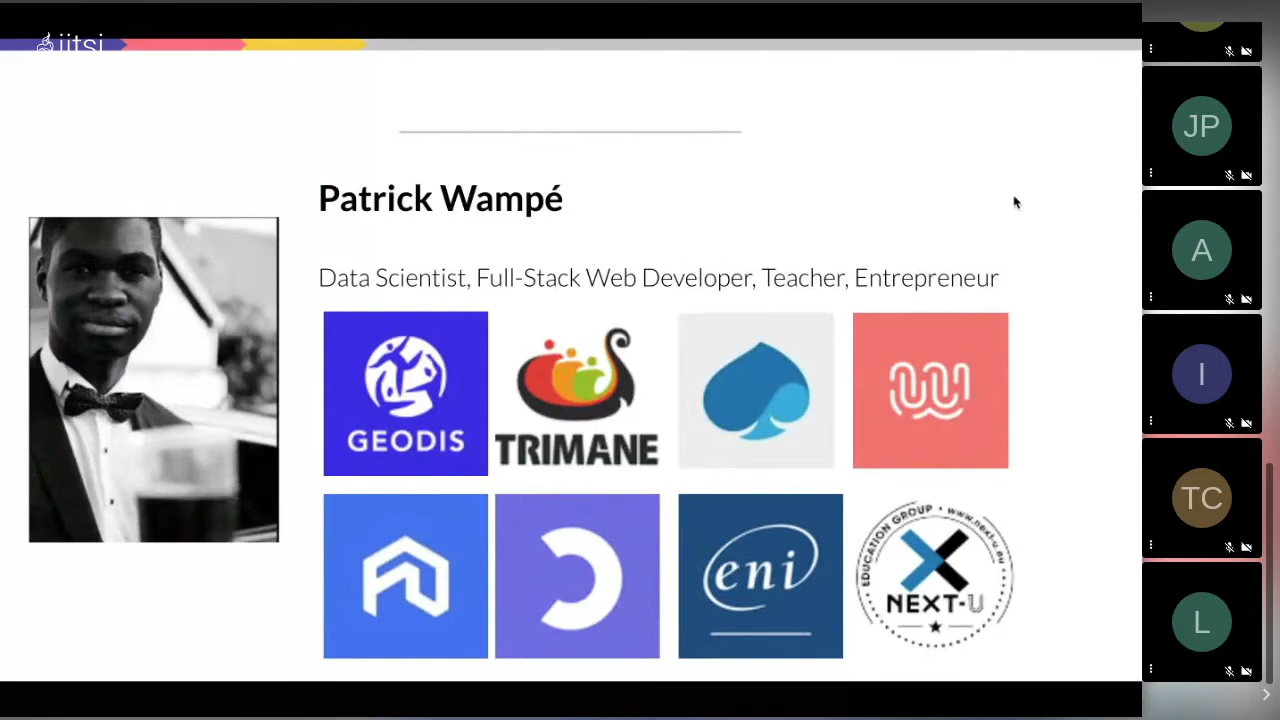 jitsi
Patrick Wampé
Data Scientist, Full-Stack Web Developer, Teacher, Entrepreneur
GEODIS
TRIMANE
eni
EDUCATION GROUP • www.next-u.eu
NEXT-U
JP
A
I
TC
L